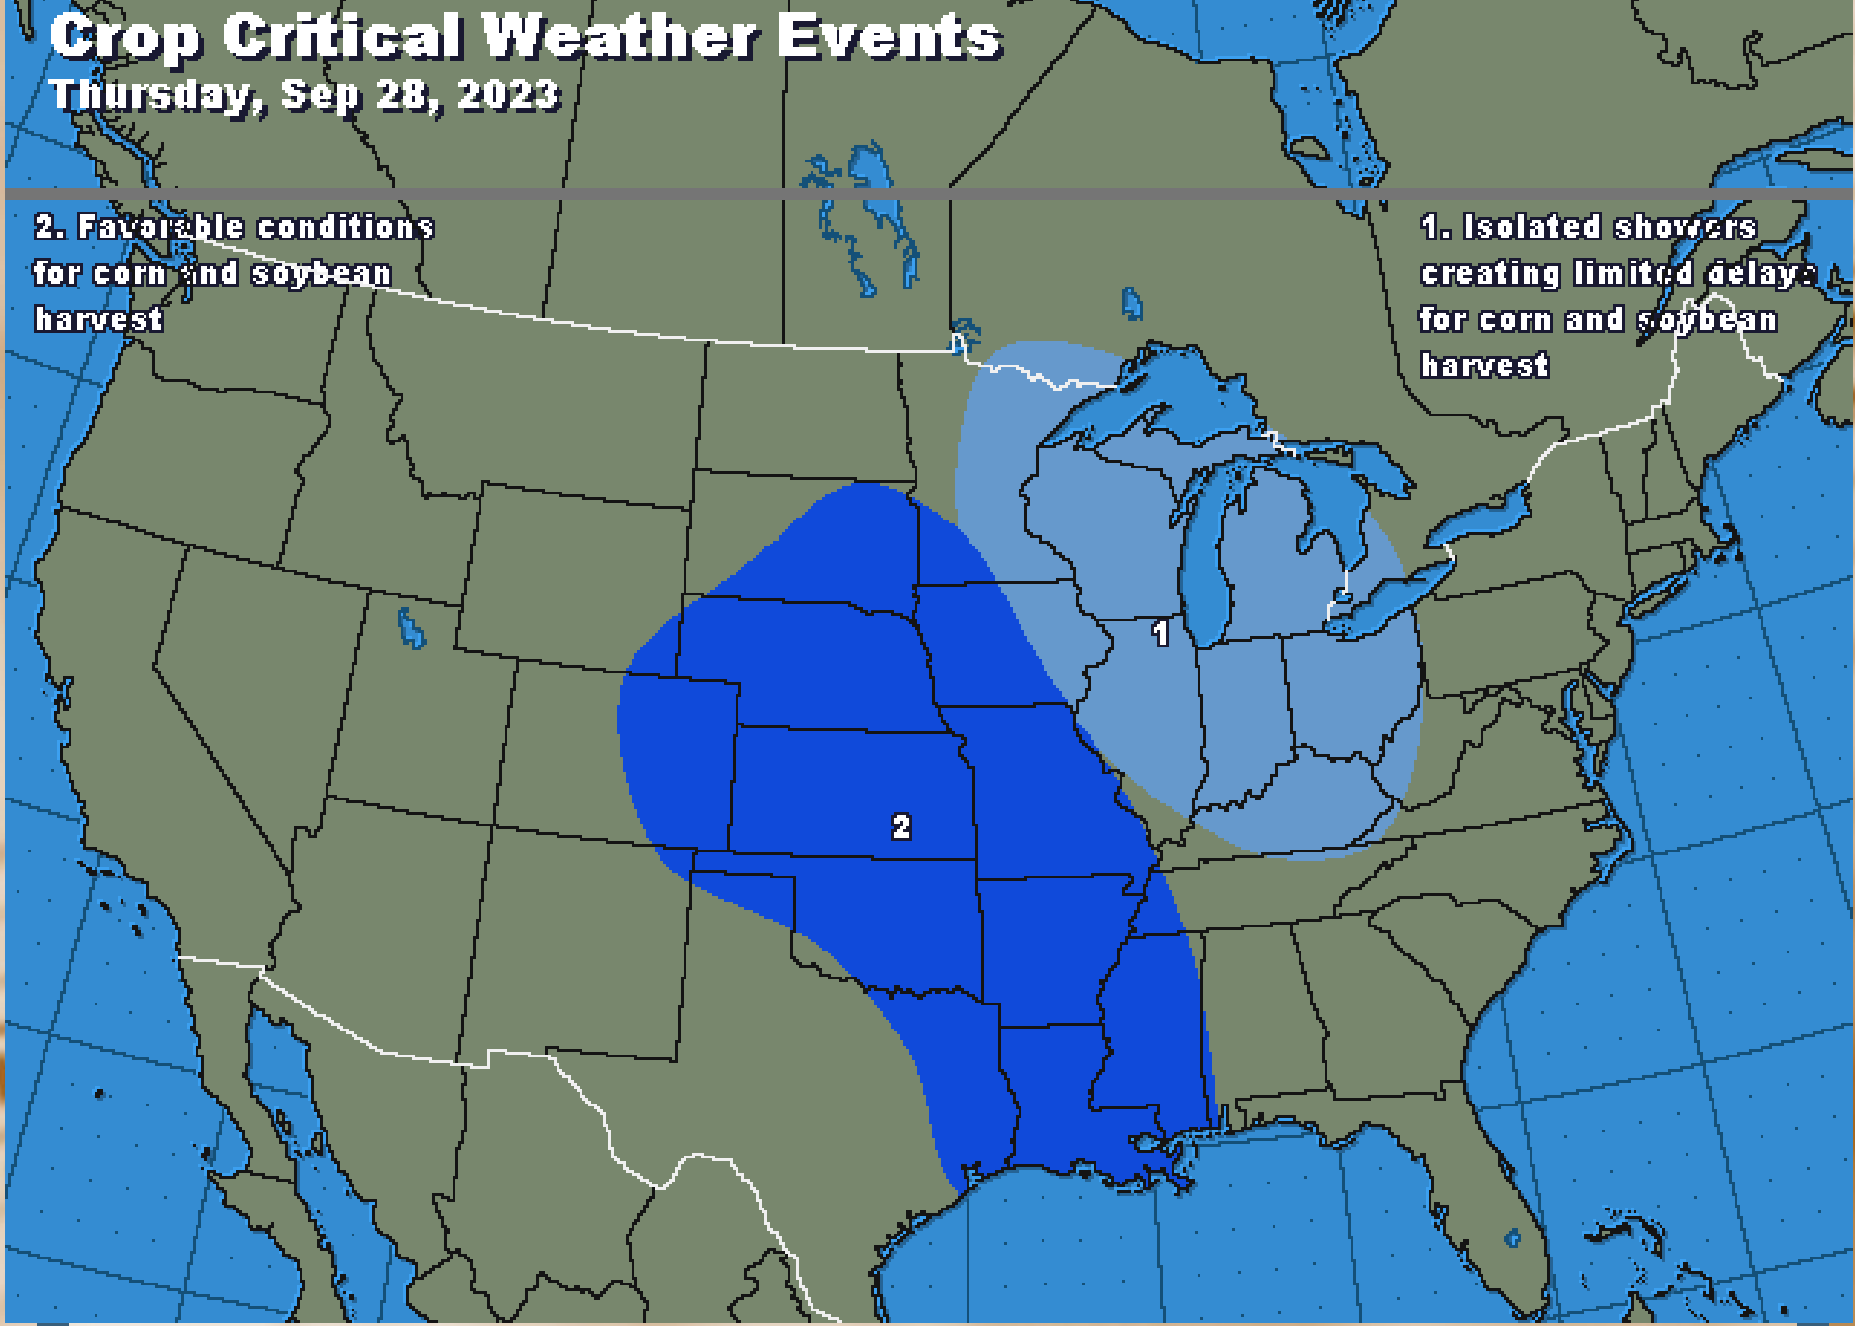 Crop Critical Weather Events
Thursday, Sep 28, 2023
2. Favorable conditions
for corn and soybean
harvest
1. Isolated showers
creating limited delays
for corn and soybean
harvest
1
2